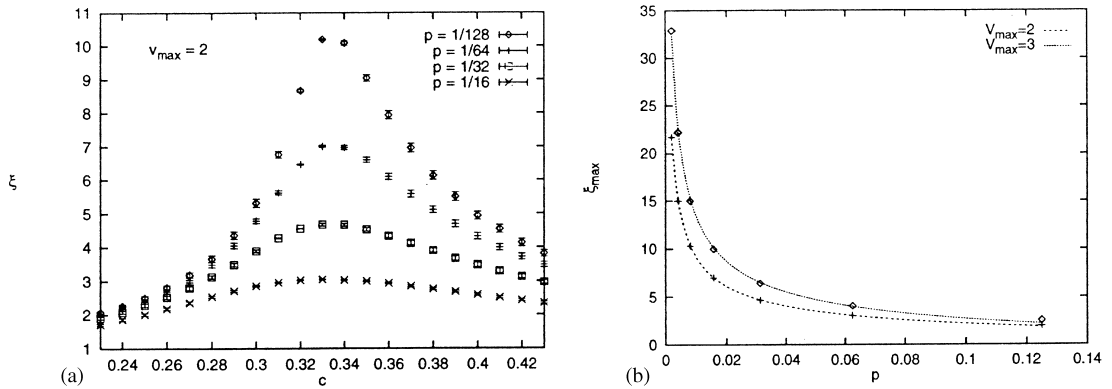 11
10
9
8
7
6
5
4
3
2
1
ξ
v_max = 2
p = 1/128
p = 1/64
p = 1/32
p = 1/16
0.24 0.26 0.28 0.3 0.32 0.34 0.36 0.38 0.4 0.42
c
(a)
35
30
25
20
15
10
5
0
ξ_max
V_max=2
V_max=3
0 0.02 0.04 0.06 0.08 0.1 0.12 0.14
p
(b)